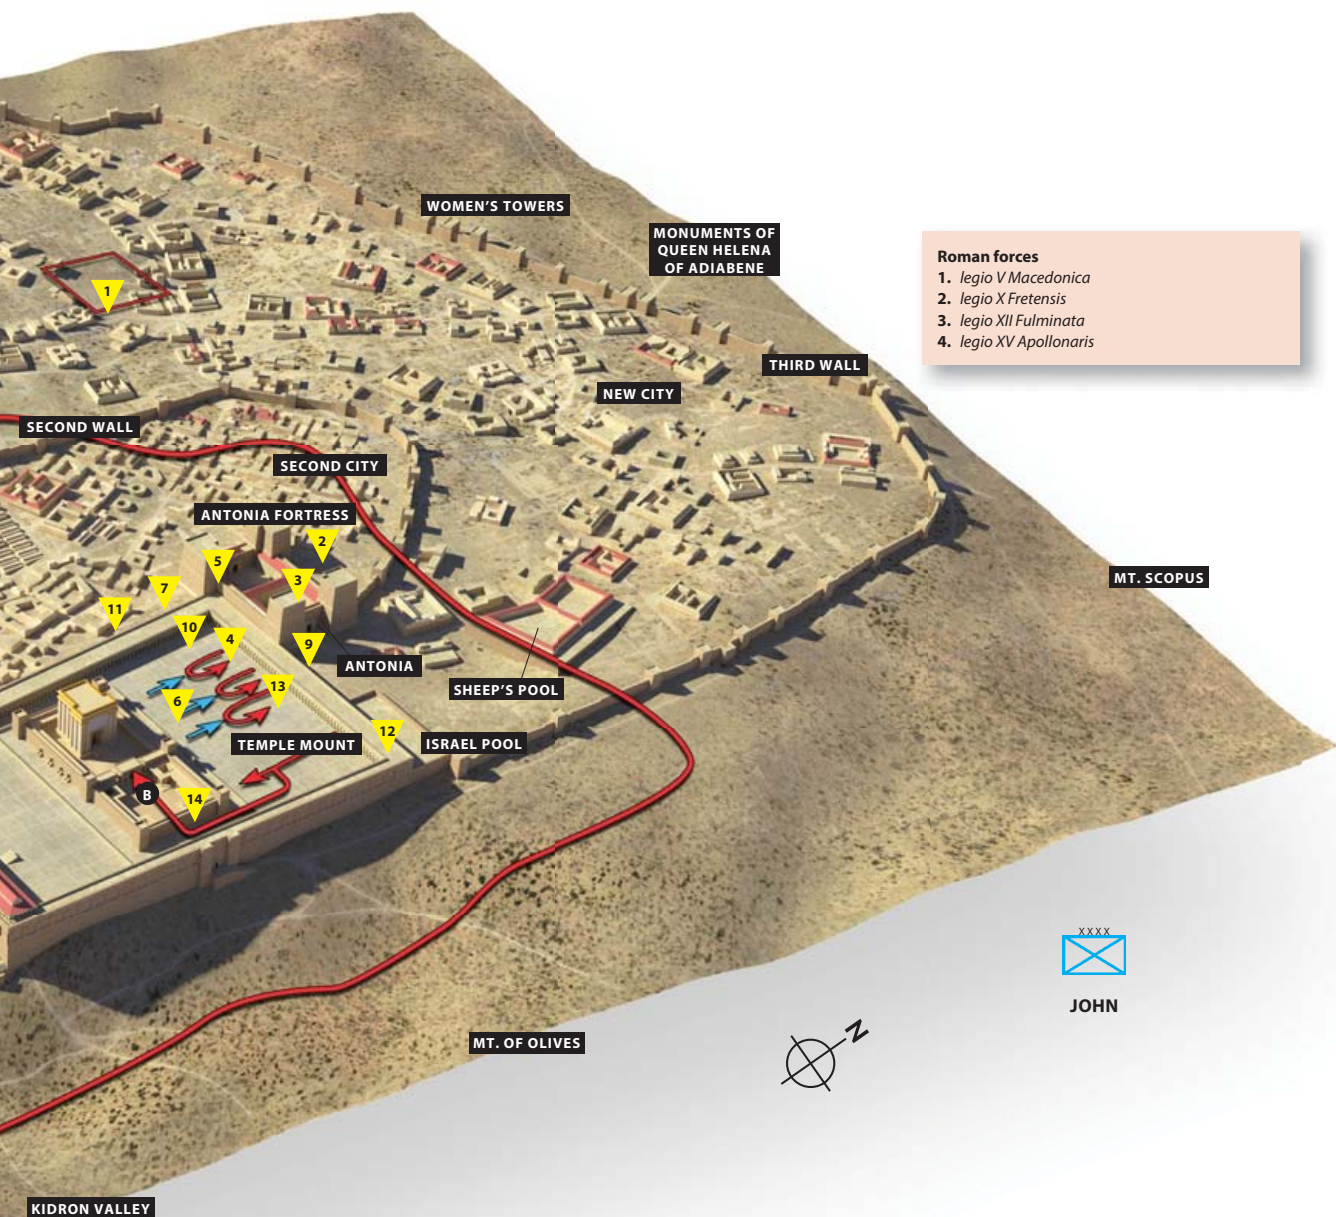 WOMEN'S TOWERS
MONUMENTS OF
QUEEN HELENA
OF ADIABENE
Roman forces
1. legio V Macedonica
2. legio X Fretensis
3. legio XII Fulminata
4. legio XV Apollonaris
1
THIRD WALL
NEW CITY
SECOND WALL
SECOND CITY
ANTONIA FORTRESS
2
5
3
7
11
10
4
9
MT. SCOPUS
ANTONIA
SHEEP'S POOL
13
6
12
TEMPLE MOUNT
ISRAEL POOL
B
14
XXXX
JOHN
N
MT. OF OLIVES
KIDRON VALLEY